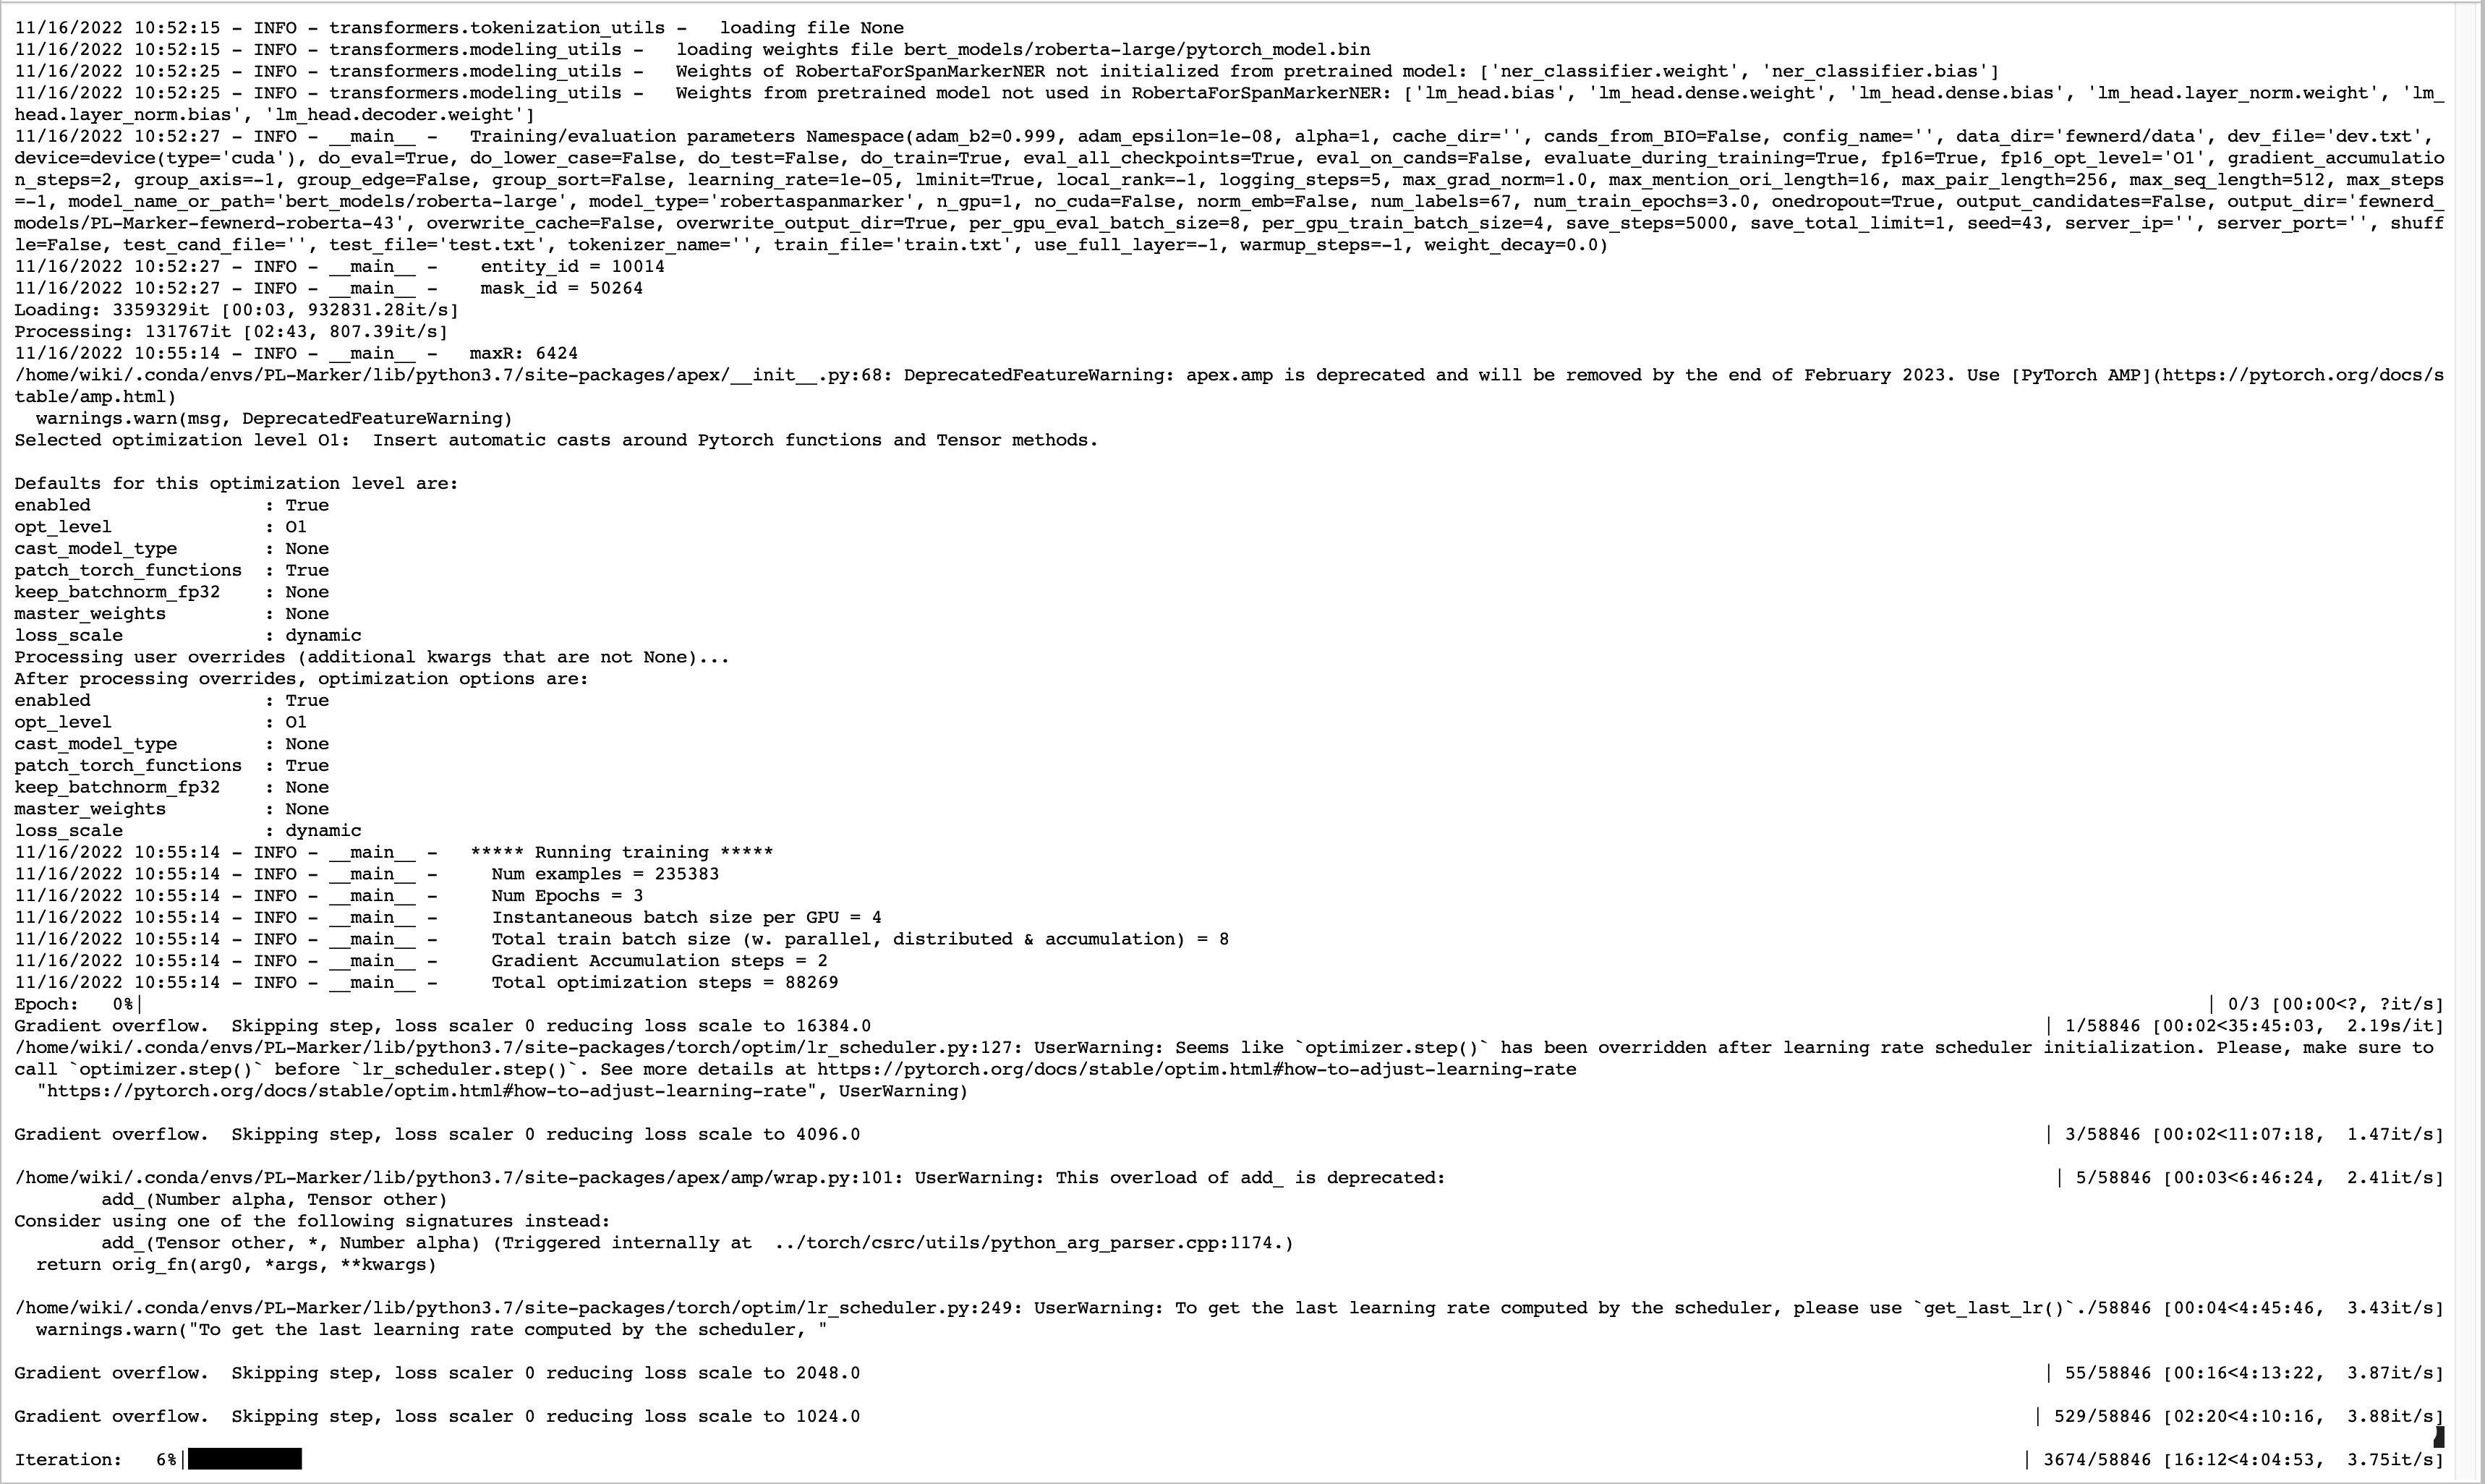 11/16/2022 10:52:15 - INFO - transformers.tokenization_utils -   loading file None
11/16/2022 10:52:15 - INFO - transformers.modeling_utils -   loading weights file bert_models/roberta-large/pytorch_model.bin
11/16/2022 10:52:25 - INFO - transformers.modeling_utils -   Weights of RobertaForSpanMarkerNER not initialized from pretrained model: ['ner_classifier.weight', 'ner_classifier.bias']
11/16/2022 10:52:25 - INFO - transformers.modeling_utils -   Weights from pretrained model not used in RobertaForSpanMarkerNER: ['lm_head.bias', 'lm_head.dense.weight', 'lm_head.dense.bias', 'lm_head.layer_norm.weight', 'lm_
head.layer_norm.bias', 'lm_head.decoder.weight']
11/16/2022 10:52:27 - INFO - __main__ -   Training/evaluation parameters Namespace(adam_b2=0.999, adam_epsilon=1e-08, alpha=1, cache_dir='', cands_from_BIO=False, config_name='', data_dir='fewnerd/data', dev_file='dev.txt',
device=device(type='cuda'), do_eval=True, do_lower_case=False, do_test=False, do_train=True, eval_all_checkpoints=True, eval_on_cands=False, evaluate_during_training=True, fp16=True, fp16_opt_level='O1', gradient_accumulatio
n_steps=2, group_axis=-1, group_edge=False, group_sort=False, learning_rate=1e-05, lminit=True, local_rank=-1, logging_steps=5, max_grad_norm=1.0, max_mention_ori_length=16, max_pair_length=256, max_seq_length=512, max_steps
=-1, model_name_or_path='bert_models/roberta-large', model_type='robertaspanmarker', n_gpu=1, no_cuda=False, norm_emb=False, num_labels=67, num_train_epochs=3.0, onedropout=True, output_candidates=False, output_dir='fewnerd_
models/PL-Marker-fewnerd-roberta-43', overwrite_cache=False, overwrite_output_dir=True, per_gpu_eval_batch_size=8, per_gpu_train_batch_size=4, save_steps=5000, save_total_limit=1, seed=43, server_ip='', server_port='', shuff
le=False, test_cand_file='', test_file='test.txt', tokenizer_name='', train_file='train.txt', use_full_layer=-1, warmup_steps=-1, weight_decay=0.0)
11/16/2022 10:52:27 - INFO - __main__ -    entity_id = 10014
11/16/2022 10:52:27 - INFO - __main__ -    mask_id = 50264
Loading: 3359329it [00:03, 932831.28it/s]
Processing: 131767it [02:43, 807.39it/s]
11/16/2022 10:55:14 - INFO - __main__ -   maxR: 6424
/home/wiki/.conda/envs/PL-Marker/lib/python3.7/site-packages/apex/__init__.py:68: DeprecatedFeatureWarning: apex.amp is deprecated and will be removed by the end of February 2023. Use [PyTorch AMP](https://pytorch.org/docs/s
table/amp.html)
  warnings.warn(msg, DeprecatedFeatureWarning)
Selected optimization level O1:  Insert automatic casts around Pytorch functions and Tensor methods.
Defaults for this optimization level are:
enabled                : True
opt_level              : O1
cast_model_type        : None
patch_torch_functions  : True
keep_batchnorm_fp32    : None
master_weights         : None
loss_scale             : dynamic
Processing user overrides (additional kwargs that are not None)...
After processing overrides, optimization options are:
enabled                : True
opt_level              : O1
cast_model_type        : None
patch_torch_functions  : True
keep_batchnorm_fp32    : None
master_weights         : None
loss_scale             : dynamic
11/16/2022 10:55:14 - INFO - __main__ -   ***** Running training *****
11/16/2022 10:55:14 - INFO - __main__ -     Num examples = 235383
11/16/2022 10:55:14 - INFO - __main__ -     Num Epochs = 3
11/16/2022 10:55:14 - INFO - __main__ -     Instantaneous batch size per GPU = 4
11/16/2022 10:55:14 - INFO - __main__ -     Total train batch size (w. parallel, distributed & accumulation) = 8
11/16/2022 10:55:14 - INFO - __main__ -     Gradient Accumulation steps = 2
11/16/2022 10:55:14 - INFO - __main__ -     Total optimization steps = 88269
Epoch:   0%| | 0/3 [00:00<?, ?it/s]
Gradient overflow.  Skipping step, loss scaler 0 reducing loss scale to 16384.0 | 1/58846 [00:02<35:45:03,  2.19s/it]
/home/wiki/.conda/envs/PL-Marker/lib/python3.7/site-packages/torch/optim/lr_scheduler.py:127: UserWarning: Seems like `optimizer.step()` has been overridden after learning rate scheduler initialization. Please, make sure to
call `optimizer.step()` before `lr_scheduler.step()`. See more details at https://pytorch.org/docs/stable/optim.html#how-to-adjust-learning-rate
  "https://pytorch.org/docs/stable/optim.html#how-to-adjust-learning-rate", UserWarning)
Gradient overflow.  Skipping step, loss scaler 0 reducing loss scale to 4096.0 | 3/58846 [00:02<11:07:18,  1.47it/s]
/home/wiki/.conda/envs/PL-Marker/lib/python3.7/site-packages/apex/amp/wrap.py:101: UserWarning: This overload of add_ is deprecated: | 5/58846 [00:03<6:46:24,  2.41it/s]
        add_(Number alpha, Tensor other)
Consider using one of the following signatures instead:
        add_(Tensor other, *, Number alpha) (Triggered internally at  ../torch/csrc/utils/python_arg_parser.cpp:1174.)
  return orig_fn(arg0, *args, **kwargs)
/home/wiki/.conda/envs/PL-Marker/lib/python3.7/site-packages/torch/optim/lr_scheduler.py:249: UserWarning: To get the last learning rate computed by the scheduler, please use `get_last_lr()`./58846 [00:04<4:45:46,  3.43it/s]
  warnings.warn("To get the last learning rate computed by the scheduler, "
Gradient overflow.  Skipping step, loss scaler 0 reducing loss scale to 2048.0 | 55/58846 [00:16<4:13:22,  3.87it/s]
Gradient overflow.  Skipping step, loss scaler 0 reducing loss scale to 1024.0 | 529/58846 [02:20<4:10:16,  3.88it/s]
Iteration:   6%| | 3674/58846 [16:12<4:04:53,  3.75it/s]